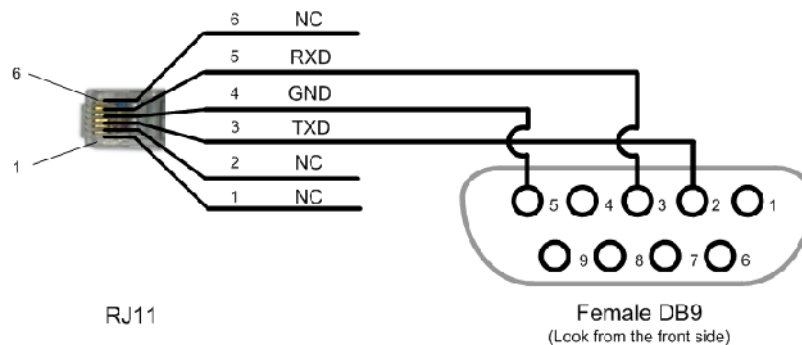 6 NC
5 RXD
6
4 GND
3 TXD
1
2 NC
1 NC
5 4 3 2 1
9 8 7 6
RJ11
Female DB9
(Look from the front side)